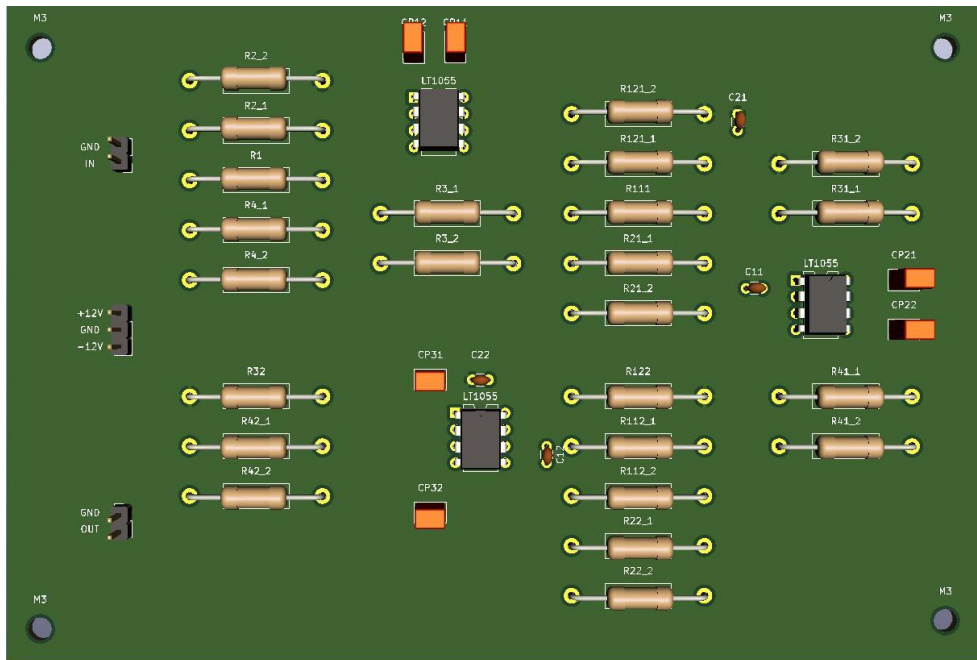 M3
M3
CP12
CP11
R2_2
LT1055
R121_2
C21
R2_1
GND
IN
R121_1
R31_2
R1
R3_1
R111
R31_1
R4_1
R3_2
R21_1
R4_2
C11
LT1055
CP21
R21_2
CP22
+12V
GND
-12V
CP31
C22
R32
LT1055
R122
R41_1
R42_1
R112_1
R41_2
C12
R42_2
CP32
R112_2
GND
OUT
R22_1
R22_2
M3
M3